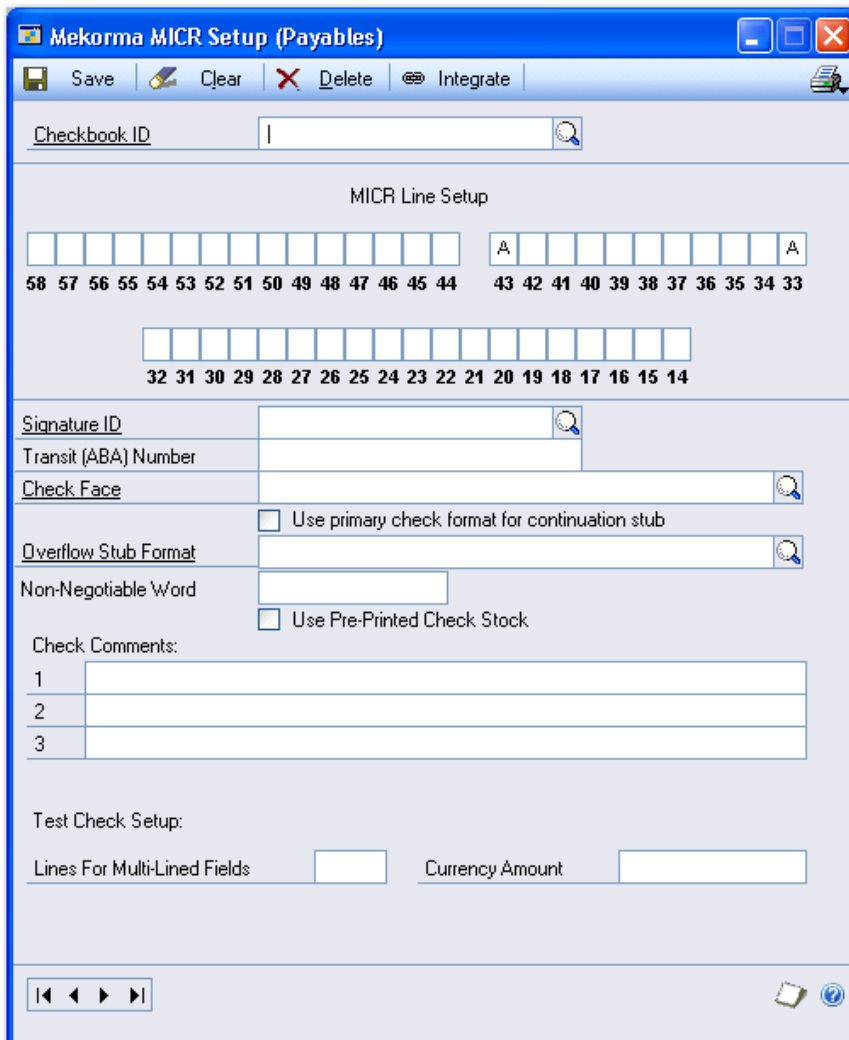 Mekorma MICR Setup (Payables)
Save Clear Delete Integrate
Checkbook ID
MICR Line Setup
A A
58 57 56 55 54 53 52 51 50 49 48 47 46 45 44 43 42 41 40 39 38 37 36 35 34 33
32 31 30 29 28 27 26 25 24 23 22 21 20 19 18 17 16 15 14
Signature ID
Transit (ABA) Number
Check Face
Use primary check format for continuation stub
Overflow Stub Format
Non-Negotiable Word
Use Pre-Printed Check Stock
Check Comments:
1
2
3
Test Check Setup:
Lines For Multi-Lined Fields Currency Amount